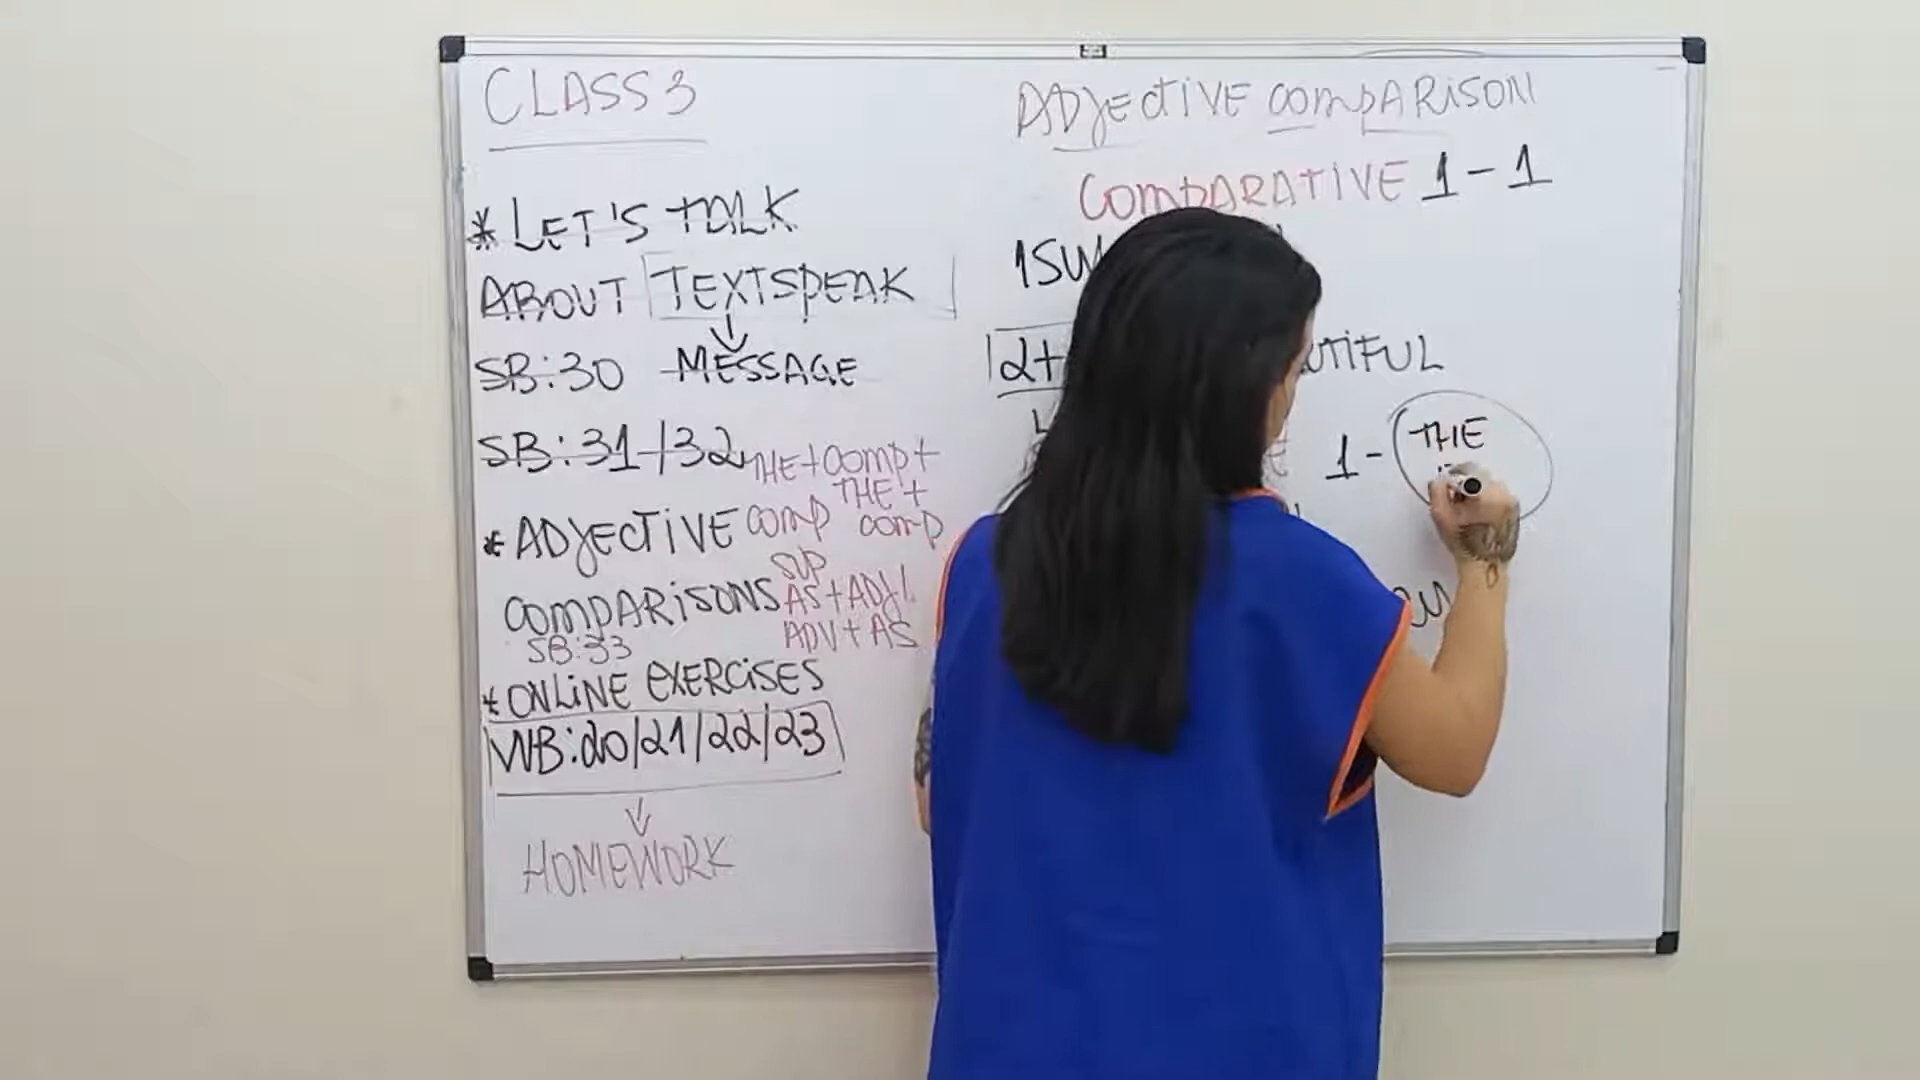 CLASS 3
* LET'S TALK
ABOUT TEXTSPEAK
SB:30 MESSAGE
SB:31/32 THE+COMP+
THE+
* ADJECTIVE COMP COMP
SUP
COMPARISONS AS+ADJ/
SB:33 ADV+AS
* ONLINE EXERCISES
WB:20/21/22/23
HOMEWORK
ADJECTIVE COMPARISON
COMPARATIVE 1-1
2+
1- THE